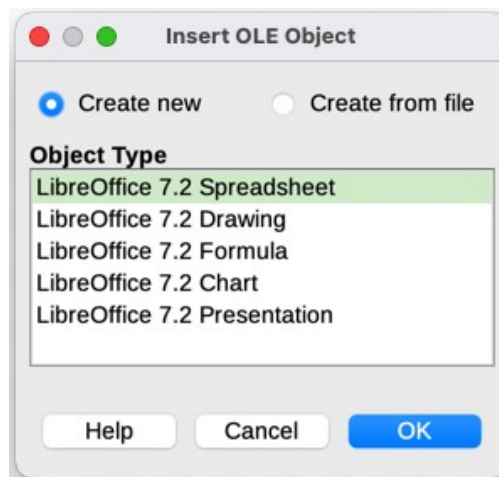 Insert OLE Object
Create new Create from file
Object Type
LibreOffice 7.2 Spreadsheet
LibreOffice 7.2 Drawing
LibreOffice 7.2 Formula
LibreOffice 7.2 Chart
LibreOffice 7.2 Presentation
Help Cancel OK